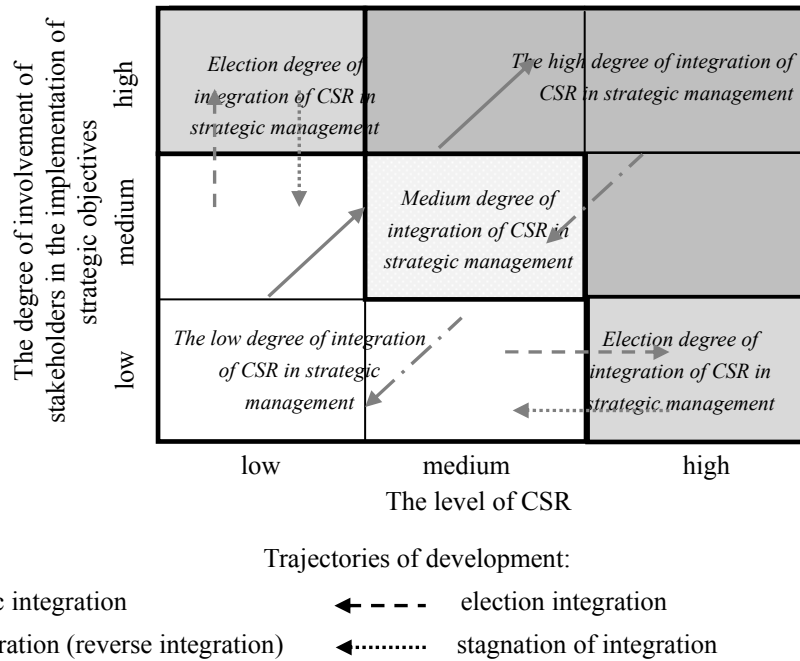 The degree of involvement of
stakeholders in the implementation of
strategic objectives
high
medium
low
Election degree of
integration of CSR in
strategic management
The high degree of integration of
CSR in strategic management
Medium degree of
integration of CSR in
strategic management
The low degree of integration
of CSR in strategic
management
Election degree of
integration of CSR in
strategic management
low medium high
The level of CSR
Trajectories of development:
integration election integration
(reverse integration) stagnation of integration